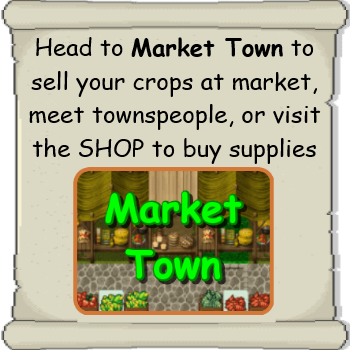 Head to Market Town to
sell your crops at market,
meet townspeople, or visit
the SHOP to buy supplies
Market
Town